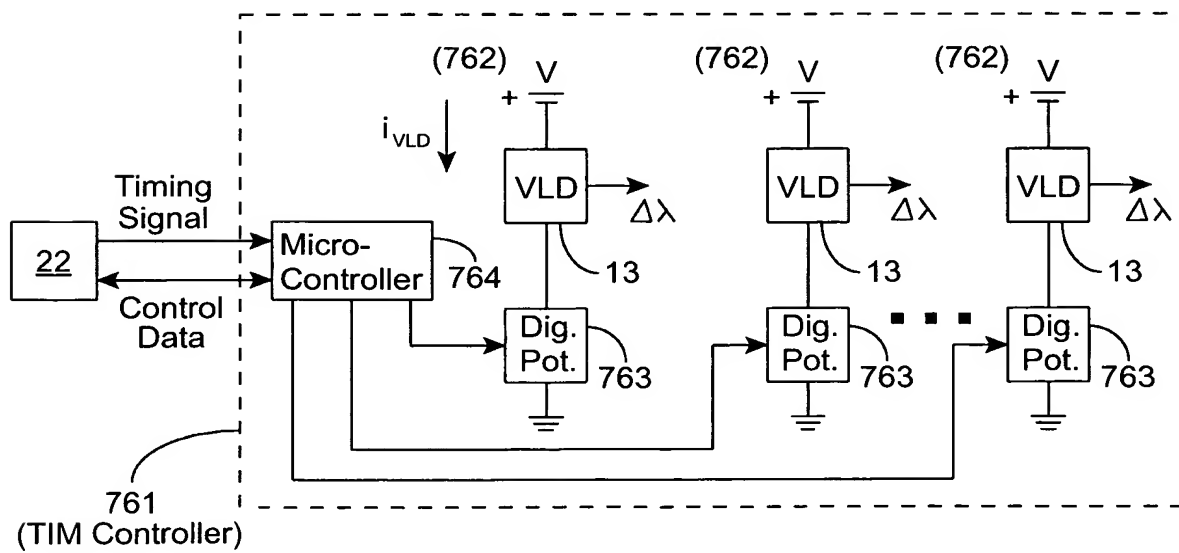 (762) V
(762) V
(762) V
+
+
+
i VLD
VLD
VLD
VLD
Δλ
Δλ
Δλ
Timing
Signal
22
Micro-
Controller
764
13
13
13
Control
Data
Dig.
Pot.
763
Dig.
Pot.
763
Dig.
Pot.
763
761
(TIM Controller)